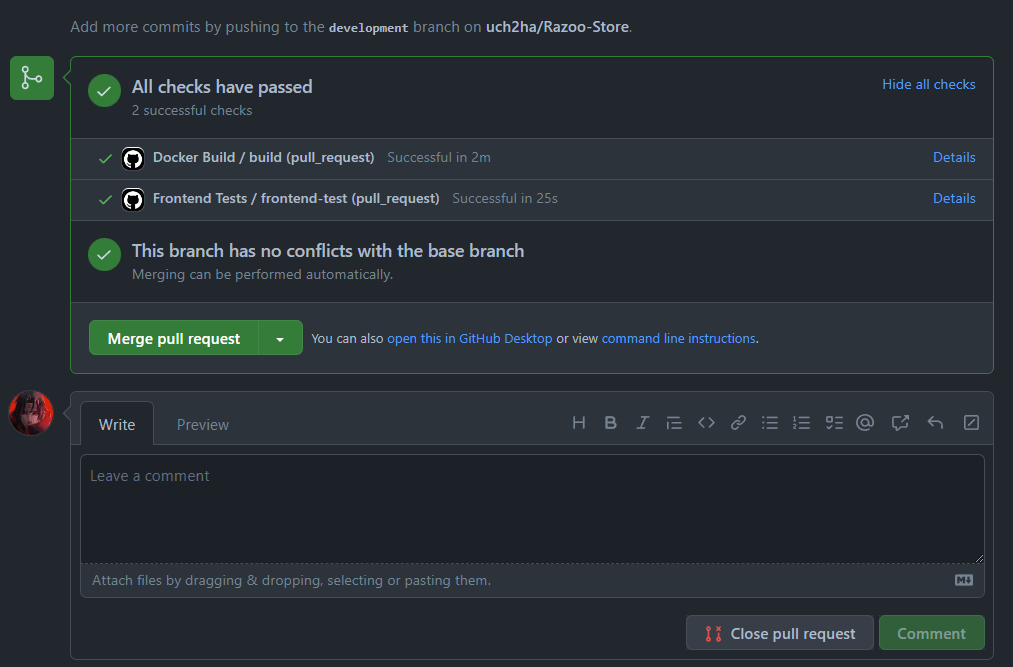 Add more commits by pushing to the development branch on uch2ha/Razoo-Store.
All checks have passed
Hide all checks
2 successful checks
Docker Build / build (pull_request) Successful in 2m Details
Frontend Tests / frontend-test (pull_request) Successful in 25s Details
This branch has no conflicts with the base branch
Merging can be performed automatically.
Merge pull request You can also open this in GitHub Desktop or view command line instructions.
Write Preview
Leave a comment
Attach files by dragging & dropping, selecting or pasting them.
Close pull request Comment